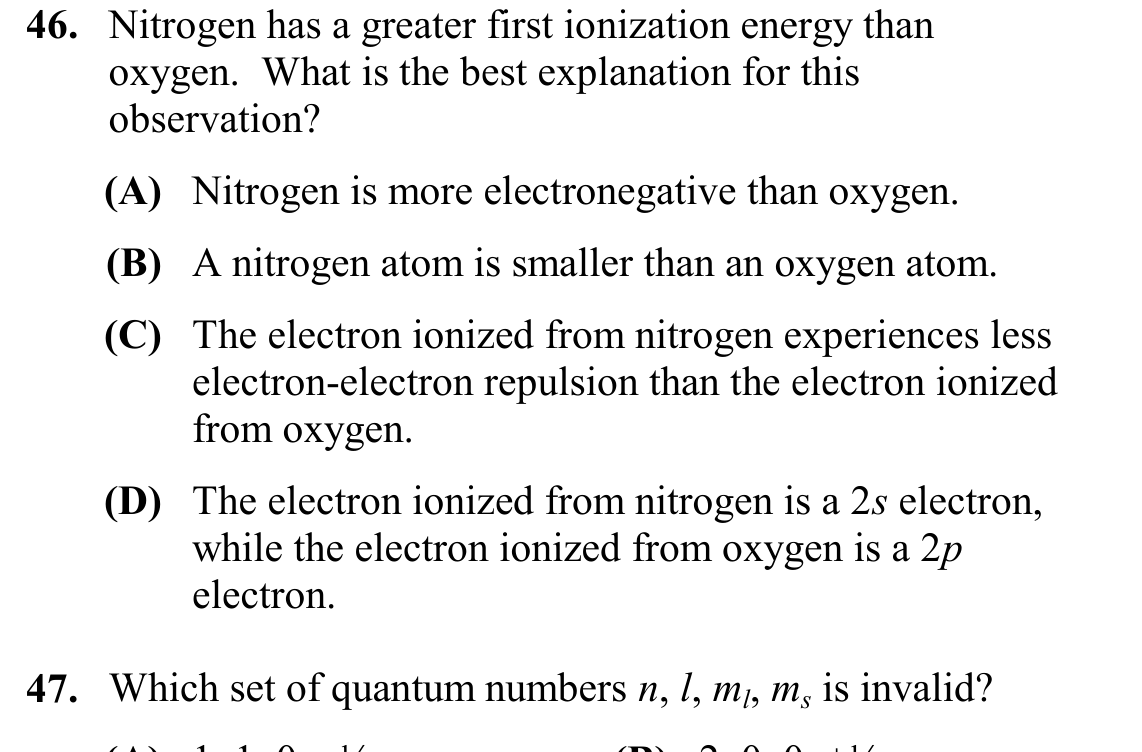 46. Nitrogen has a greater first ionization energy than
oxygen. What is the best explanation for this
observation?
(A) Nitrogen is more electronegative than oxygen.
(B) A nitrogen atom is smaller than an oxygen atom.
(C) The electron ionized from nitrogen experiences less
electron-electron repulsion than the electron ionized
from oxygen.
(D) The electron ionized from nitrogen is a 2s electron,
while the electron ionized from oxygen is a 2p
electron.
47. Which set of quantum numbers n, l, mₗ, mₛ is invalid?